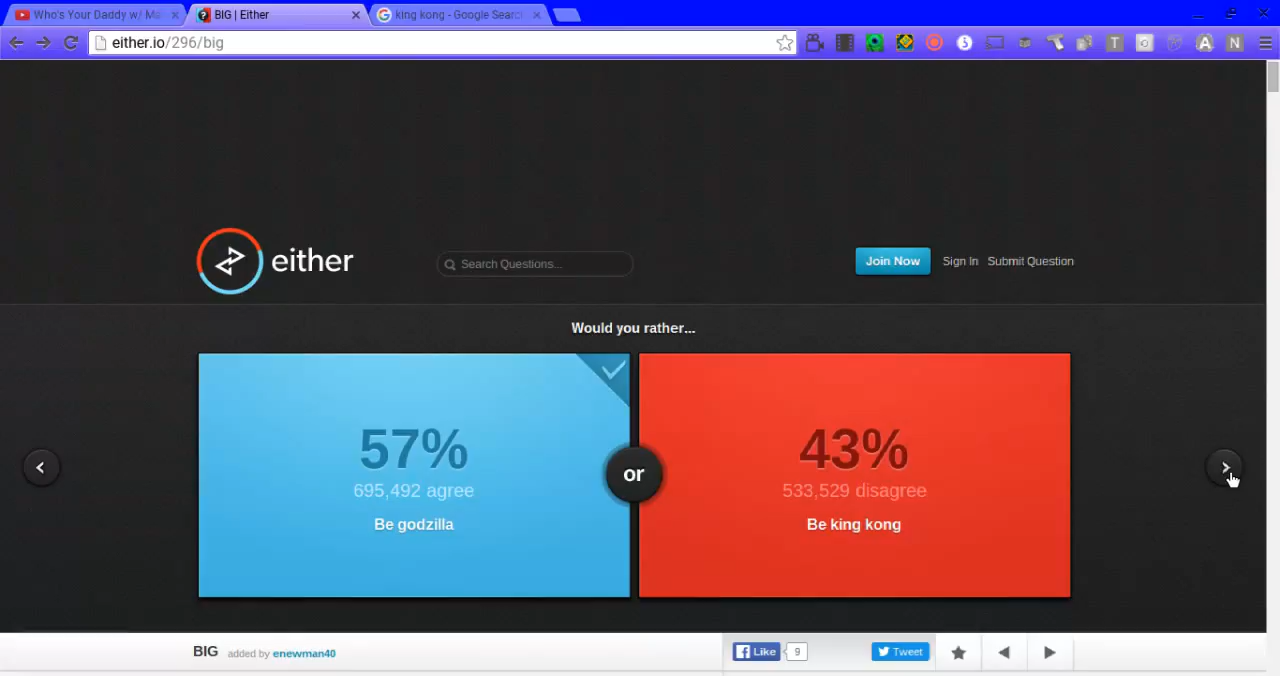 Who's Your Daddy w/ Ma
BIG | Either
king kong - Google Searc
either.io/296/big
either
Search Questions...
Join Now
Sign In
Submit Question
Would you rather...
57%
695,492 agree
Be godzilla
or
43%
533,529 disagree
Be king kong
BIG added by enewman40
Like
9
Tweet